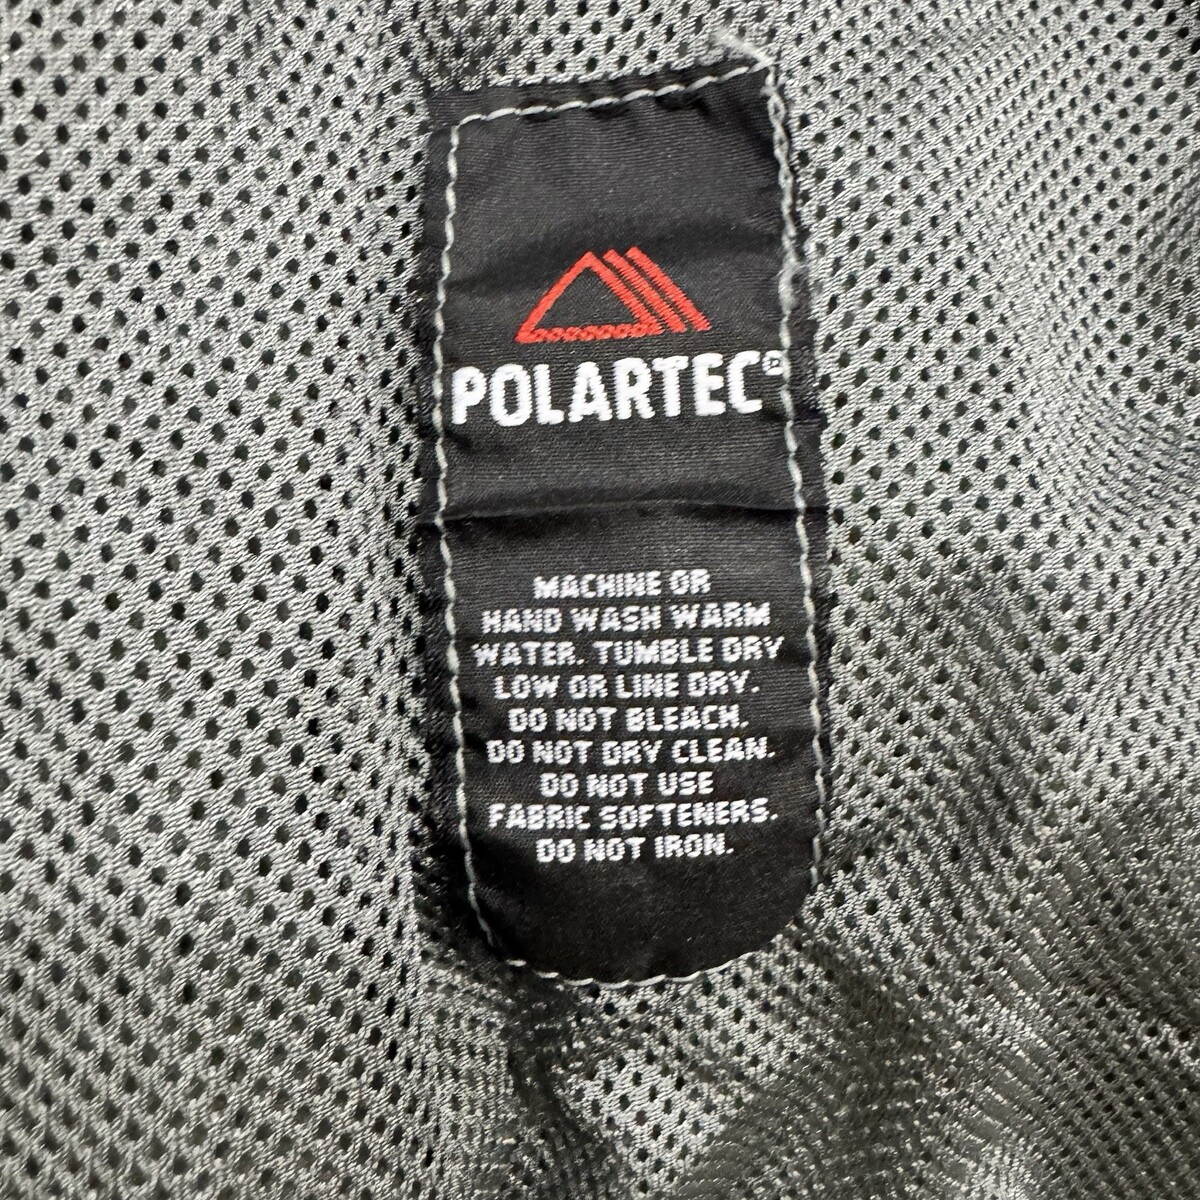 POLARTEC®
MACHINE OR
HAND WASH WARM
WATER. TUMBLE DRY
LOW OR LINE DRY.
DO NOT BLEACH.
DO NOT DRY CLEAN.
DO NOT USE
FABRIC SOFTENERS.
DO NOT IRON.